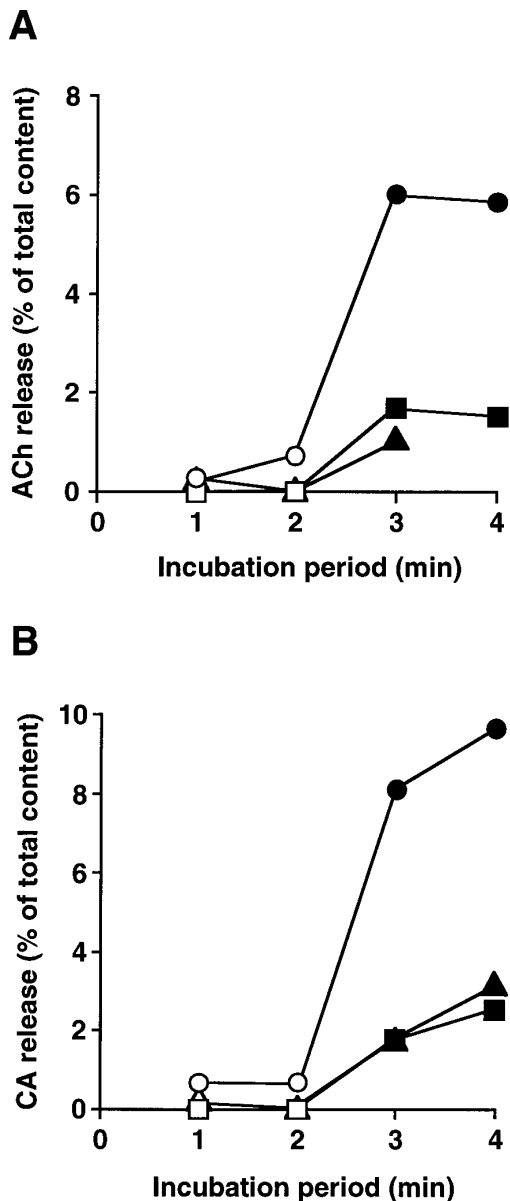 A
8
6
4
2
0
ACh release (% of total content)
0 1 2 3 4
Incubation period (min)
B
10
8
6
4
2
0
CA release (% of total content)
0 1 2 3 4
Incubation period (min)